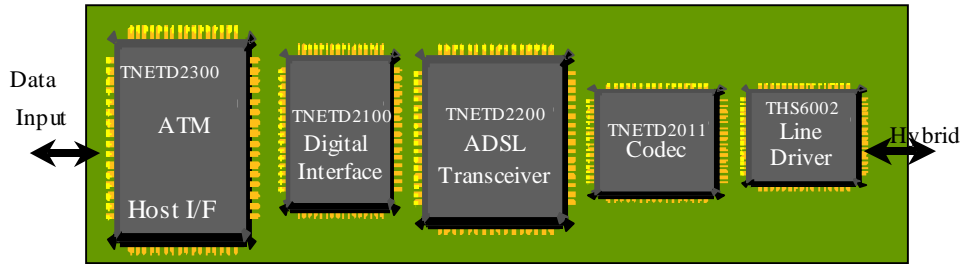 Data
Input
TNETD2300
ATM
Host I/F
TNETD2100
Digital
Interface
TNETD2200
ADSL
Transceiver
TNETD2011
Codec
THS6002
Line
Driver
Hybrid